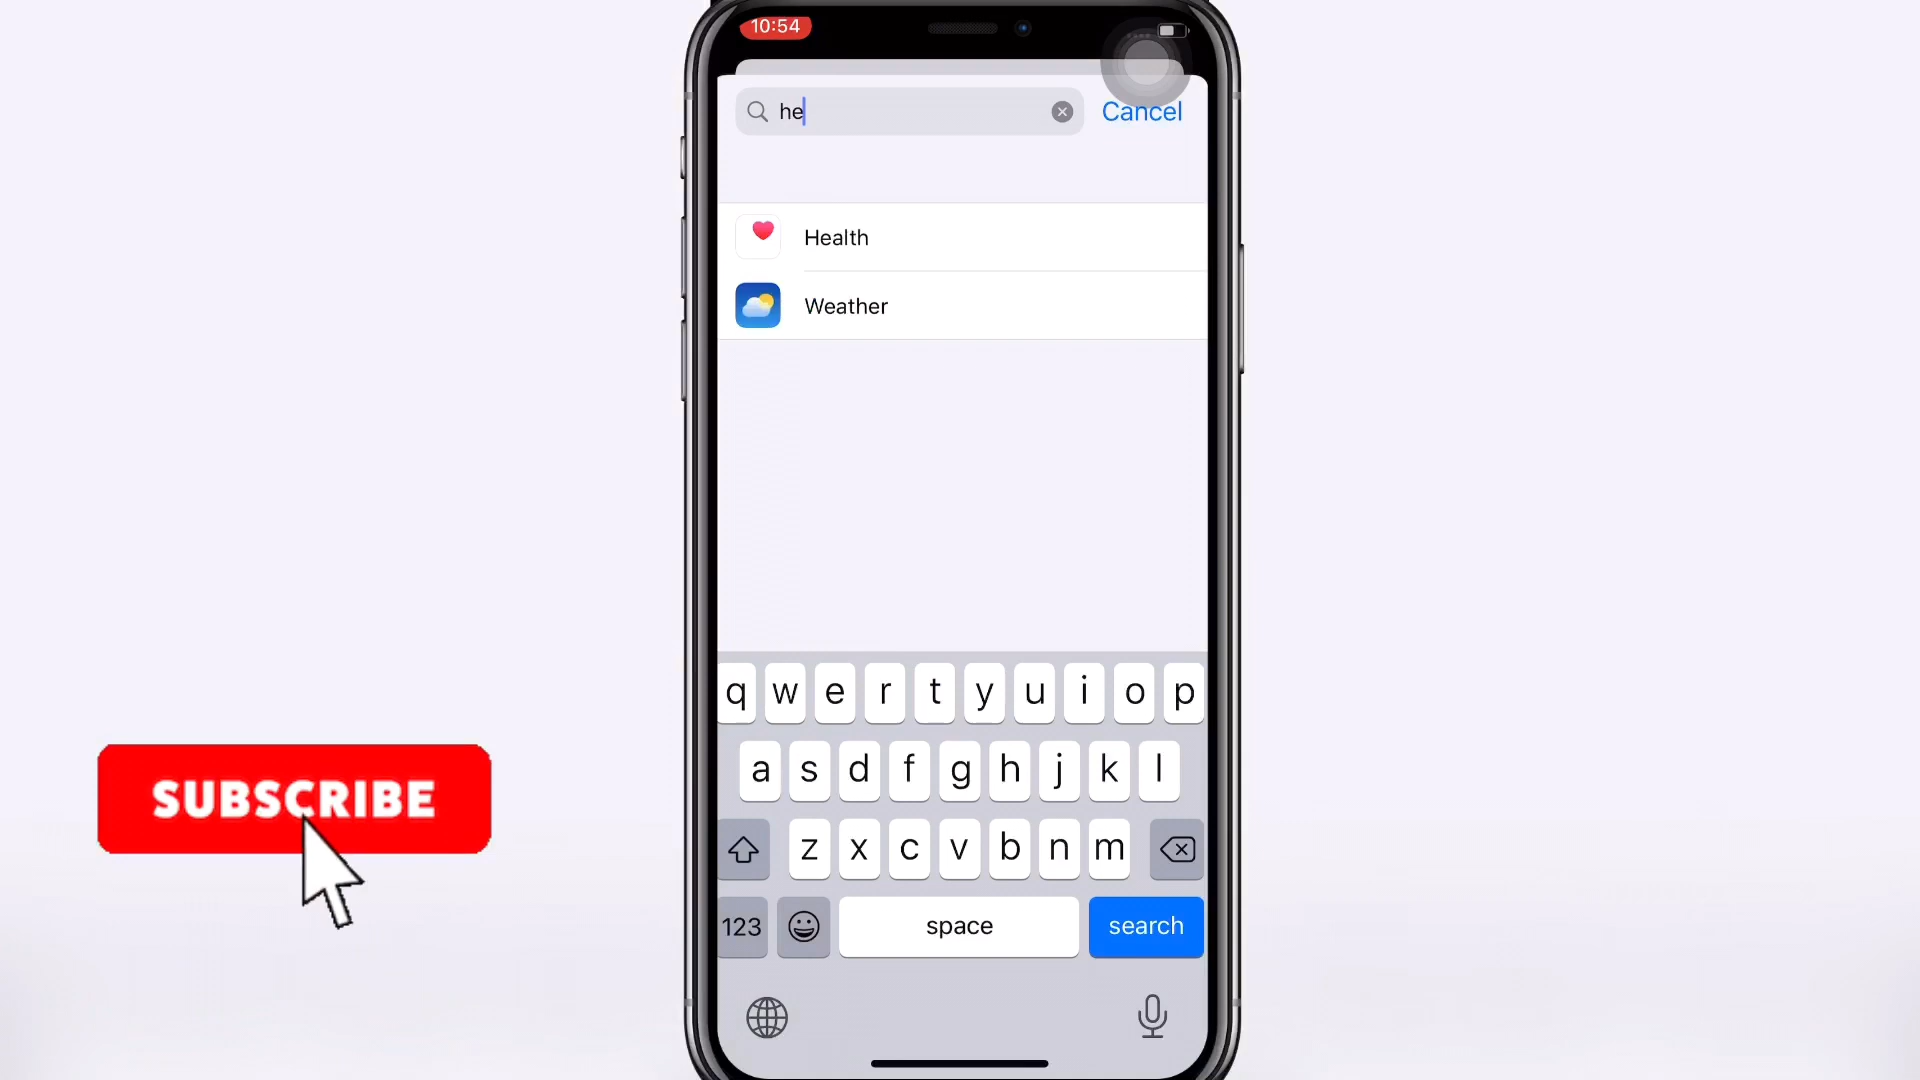 10:54
he
Cancel
Health
Weather
q w e r t y u i o p
a s d f g h j k l
z x c v b n m
123
space
search
SUBSCRIBE